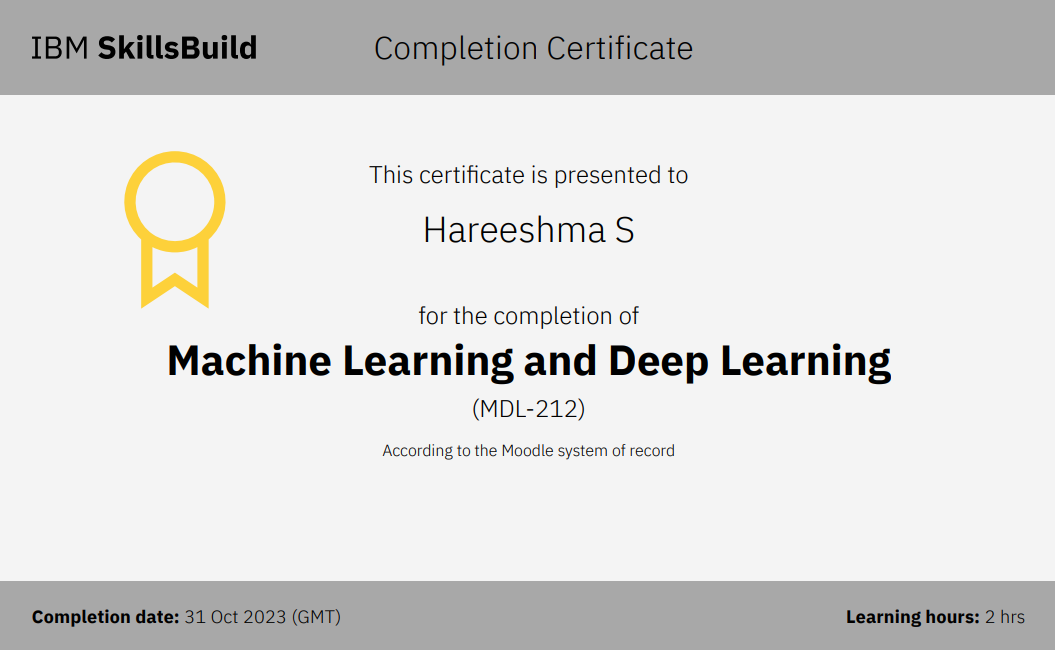 IBM SkillsBuild
Completion Certificate
This certificate is presented to
Hareeshma S
for the completion of
Machine Learning and Deep Learning
(MDL-212)
According to the Moodle system of record
Completion date: 31 Oct 2023 (GMT)
Learning hours: 2 hrs